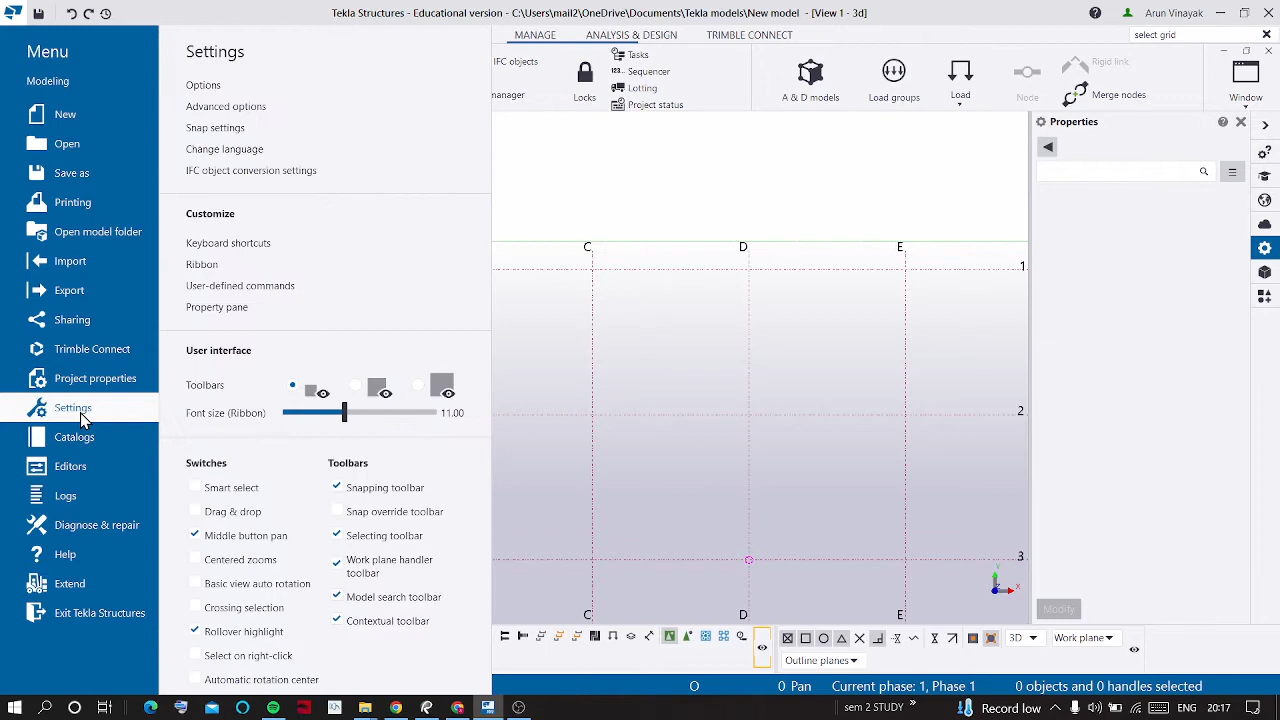 Tekla Structures - Educational version - C:\Users\mail2\OneDrive\Documents\Tekla models\New model - [View 1 - 3d]
Arun Vinayak
Menu
Modeling
New
Open
Save as
Printing
Open model folder
Import
Export
Sharing
Trimble Connect
Project properties
Settings
Catalogs
Editors
Logs
Diagnose & repair
Help
Extend
Exit Tekla Structures
Settings
Options
Advanced options
Snap settings
Change language
IFC object conversion settings
Customize
Keyboard shortcuts
Ribbon
User-defined commands
Property pane
User interface
Toolbars
Font size (Ribbon) 11.00
Switches
Smart select
Drag & drop
Middle button pan
Centered zooms
Basic view auto rotation
Crossing selection
Rollover highlight
Select on right-click
Automatic rotation center
Toolbars
Snapping toolbar
Snap override toolbar
Selecting toolbar
Work plane handler
toolbar
Model search toolbar
Contextual toolbar
MANAGE ANALYSIS & DESIGN TRIMBLE CONNECT
select grid
IFC objects
manager
Locks
Tasks
123... Sequencer
Lotting
Project status
A & D models
Load groups
Load
Node
Rigid link
Merge nodes
Window
Properties
C D E
1
2
3
C D E
Y
X
Modify
3D
Work plane
Outline planes
O 0 Pan Current phase: 1, Phase 1 0 objects and 0 handles selected
sem 2 STUDY
Record low
ENG 20:17